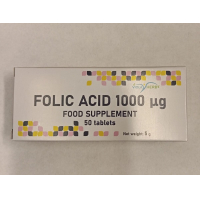 FOLIC ACID 1000 µg
FOOD SUPPLEMENT
50 tablets
Net weight: 5 g